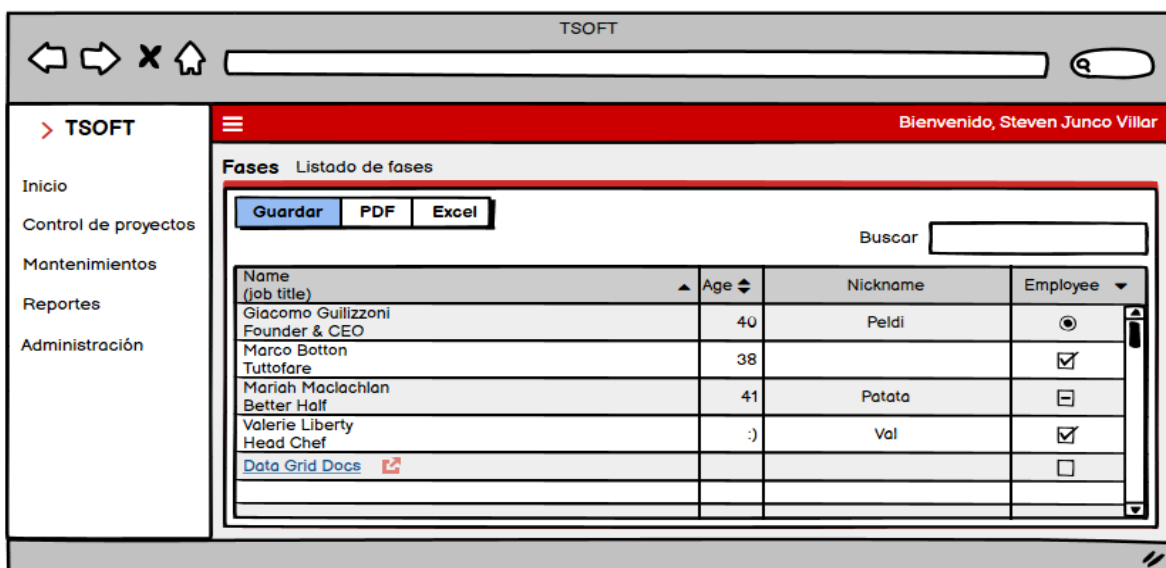 TSOFT
> TSOFT
Bienvenido, Steven Junco Villar
Inicio
Control de proyectos
Mantenimientos
Reportes
Administración
Fases Listado de fases
Guardar PDF Excel
Buscar
Name
(job title)
Age Nickname Employee
Giacomo Guilizzoni
Founder & CEO
40 Peldi
Marco Botton
Tuttofare
38
Mariah Maclachlan
Better Half
41 Patata
Valerie Liberty
Head Chef
:) Val
Data Grid Docs